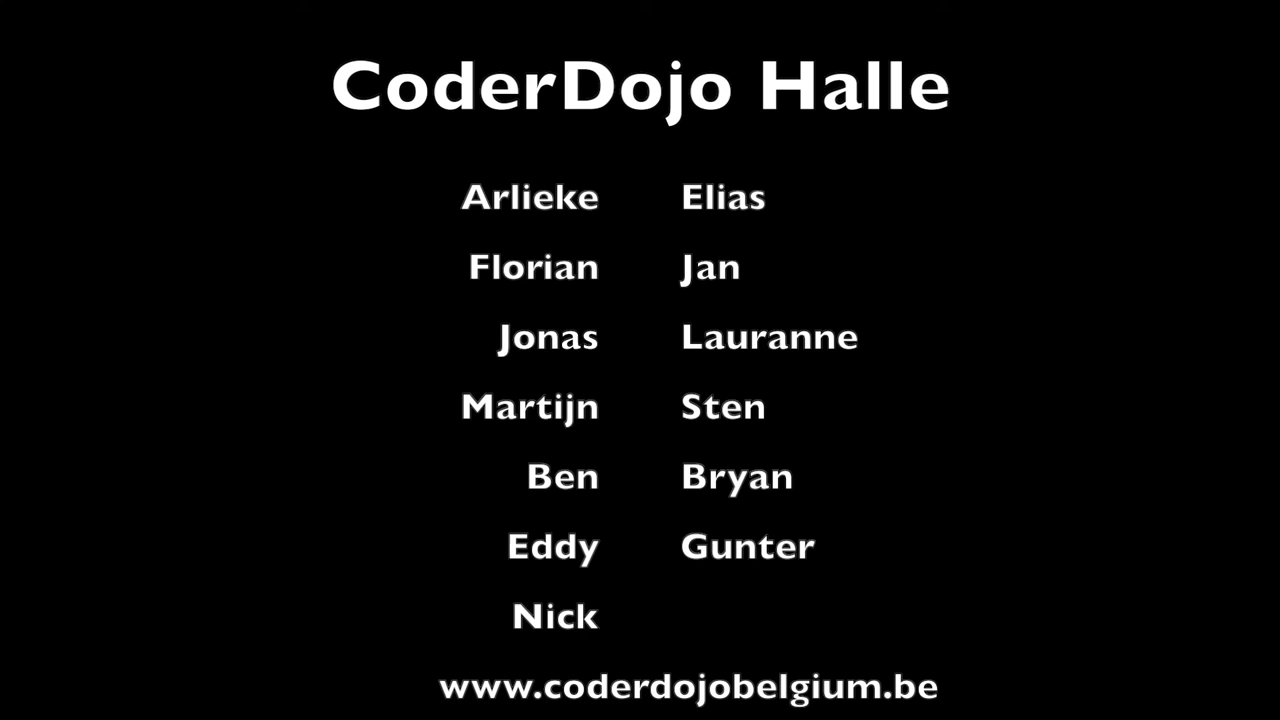 CoderDojo Halle
Arlieke Elias
Florian Jan
Jonas Lauranne
Martijn Sten
Ben Bryan
Eddy Gunter
Nick
www.coderdojobelgium.be